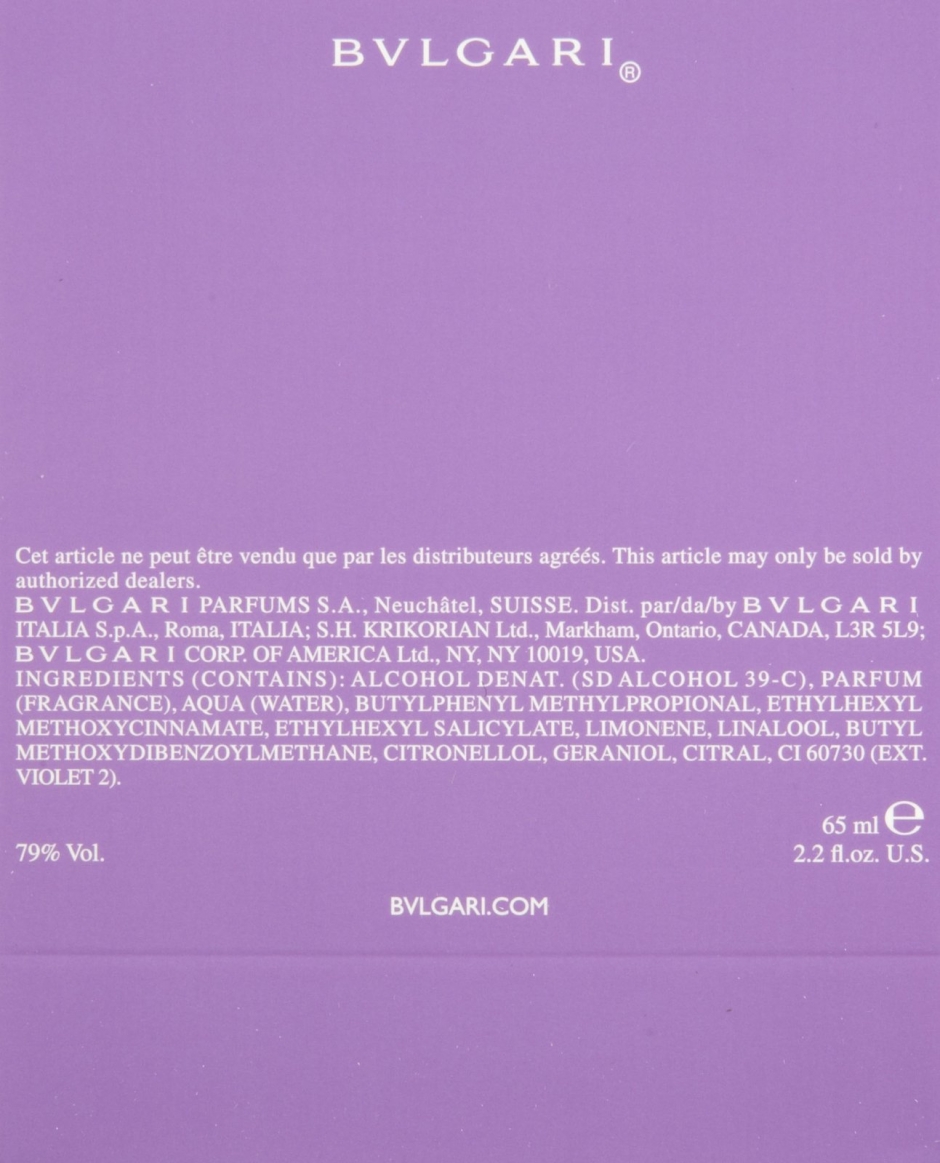 BVLGARI®
Cet article ne peut être vendu que par les distributeurs agréés. This article may only be sold by
authorized dealers.
BVLGARI PARFUMS S.A., Neuchâtel, SUISSE. Dist. par/da/by BVLGARI
ITALIA S.p.A., Roma, ITALIA; S.H. KRIKORIAN Ltd., Markham, Ontario, CANADA, L3R 5L9;
BVLGARI CORP. OF AMERICA Ltd., NY, NY 10019, USA.
INGREDIENTS (CONTAINS): ALCOHOL DENAT. (SD ALCOHOL 39-C), PARFUM
(FRAGRANCE), AQUA (WATER), BUTYLPHENYL METHYLPROPIONAL, ETHYLHEXYL
METHOXYCINNAMATE, ETHYLHEXYL SALICYLATE, LIMONENE, LINALOOL, BUTYL
METHOXYDIBENZOYLMETHANE, CITRONELLOL, GERANIOL, CITRAL, CI 60730 (EXT.
VIOLET 2).
65 ml ℮
79% Vol. 2.2 fl.oz. U.S.
BVLGARI.COM